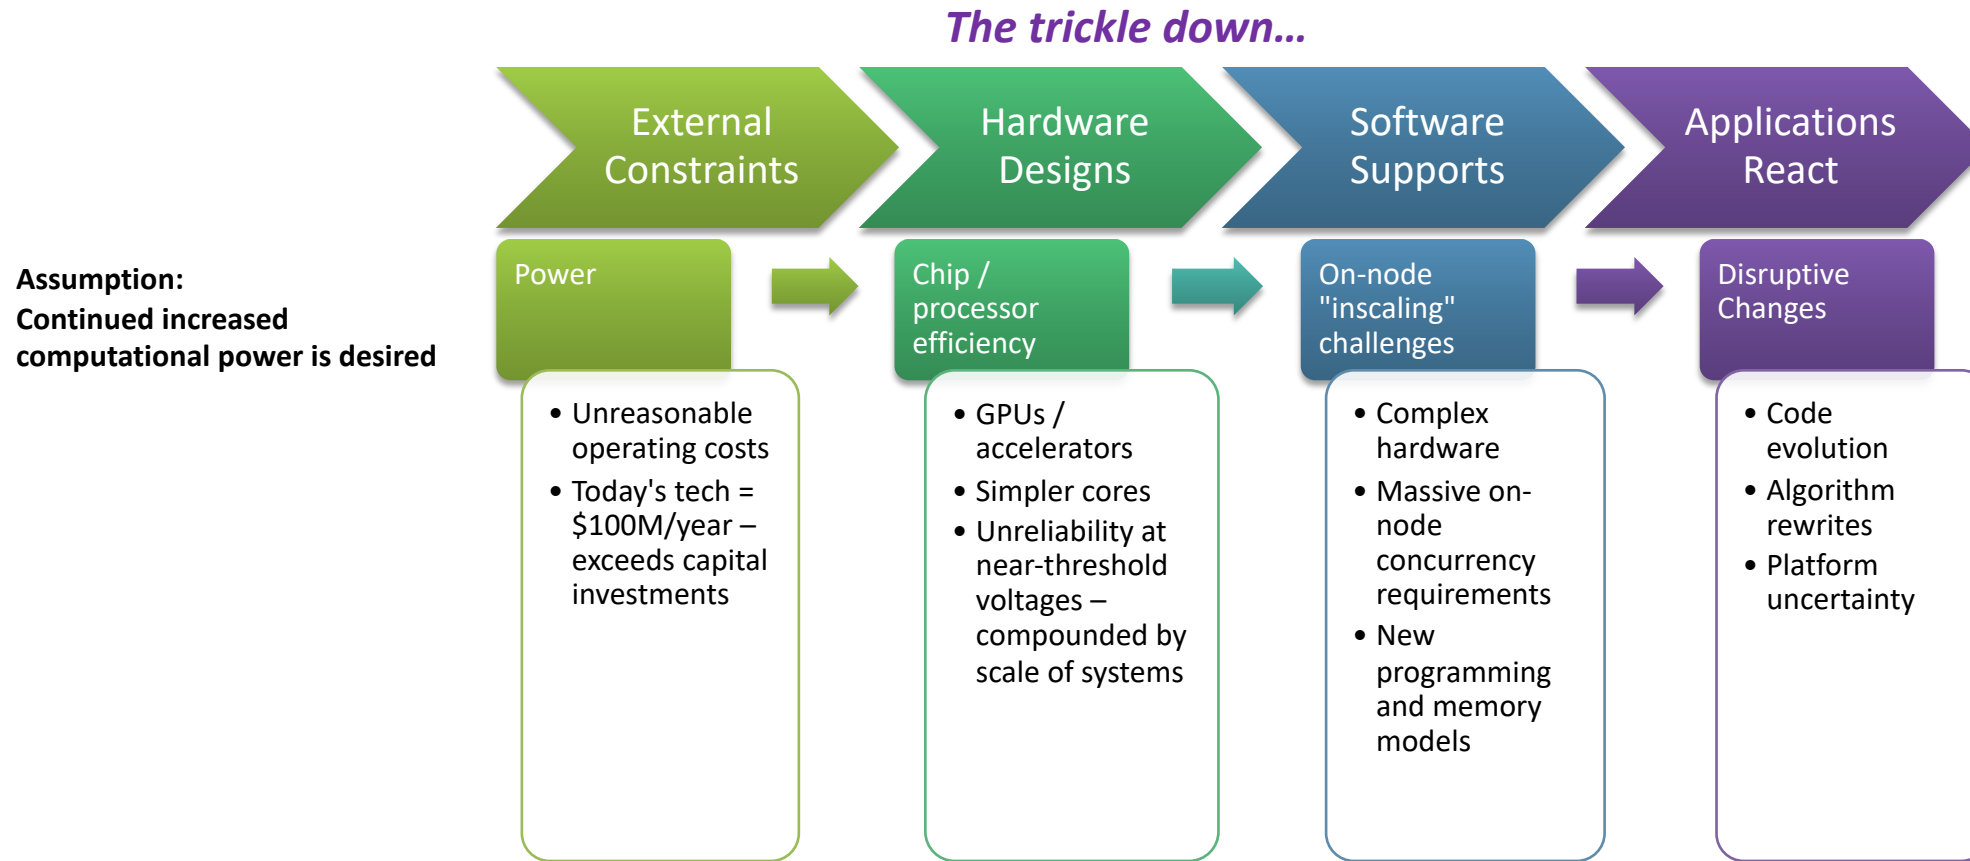 The trickle down...
External
Constraints
Hardware
Designs
Software
Supports
Applications
React
Assumption:
Continued increased
computational power is desired
Power
• Unreasonable
operating costs
• Today's tech =
$100M/year –
exceeds capital
investments
Chip /
processor
efficiency
• GPUs /
accelerators
• Simpler cores
• Unreliability at
near-threshold
voltages –
compounded by
scale of systems
On-node
"inscaling"
challenges
• Complex
hardware
• Massive on-
node
concurrency
requirements
• New
programming
and memory
models
Disruptive
Changes
• Code
evolution
• Algorithm
rewrites
• Platform
uncertainty